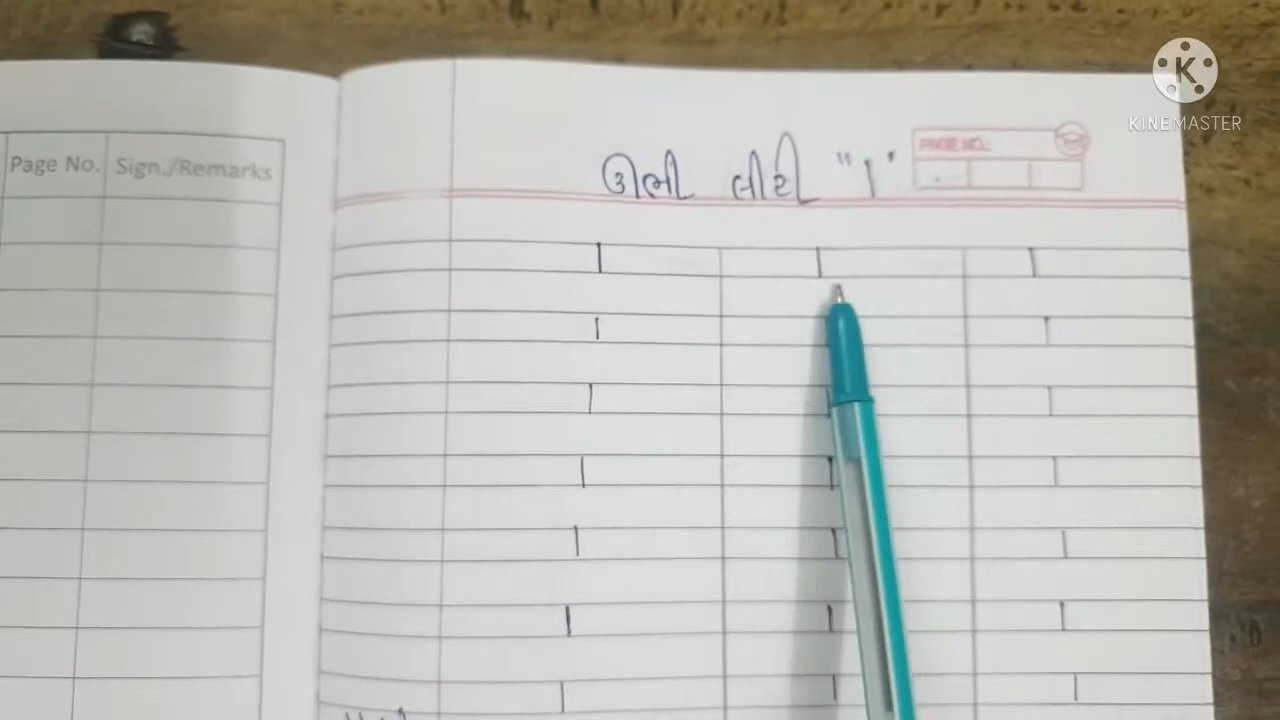 Page No. Sign./Remarks
ઊભી લીટી "।"
PAGE NO.:
KINEMASTER